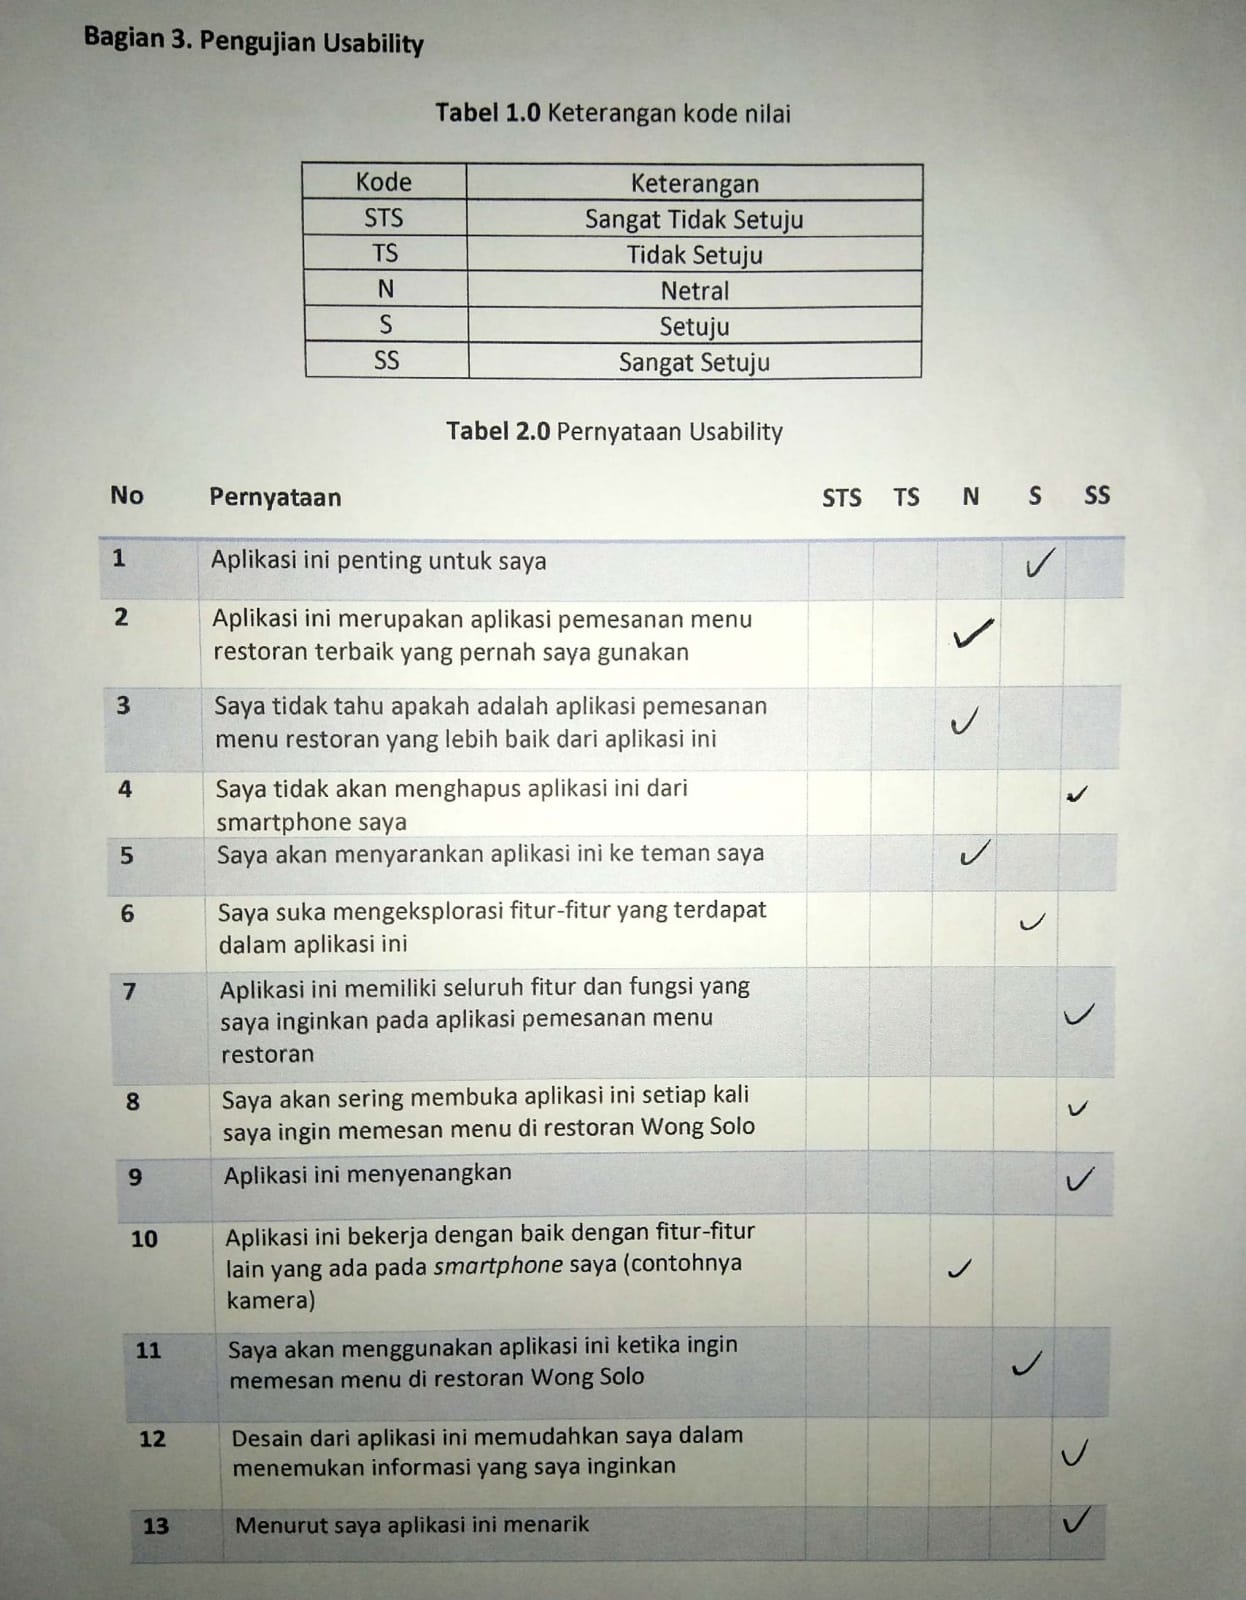 Bagian 3. Pengujian Usability
Tabel 1.0 Keterangan kode nilai
Kode Keterangan
STS Sangat Tidak Setuju
TS Tidak Setuju
N Netral
S Setuju
SS Sangat Setuju
Tabel 2.0 Pernyataan Usability
No Pernyataan STS TS N S SS
1 Aplikasi ini penting untuk saya ✓
2 Aplikasi ini merupakan aplikasi pemesanan menu ✓
restoran terbaik yang pernah saya gunakan
3 Saya tidak tahu apakah adalah aplikasi pemesanan ✓
menu restoran yang lebih baik dari aplikasi ini
4 Saya tidak akan menghapus aplikasi ini dari ✓
smartphone saya
5 Saya akan menyarankan aplikasi ini ke teman saya ✓
6 Saya suka mengeksplorasi fitur-fitur yang terdapat ✓
dalam aplikasi ini
7 Aplikasi ini memiliki seluruh fitur dan fungsi yang ✓
saya inginkan pada aplikasi pemesanan menu
restoran
8 Saya akan sering membuka aplikasi ini setiap kali ✓
saya ingin memesan menu di restoran Wong Solo
9 Aplikasi ini menyenangkan ✓
10 Aplikasi ini bekerja dengan baik dengan fitur-fitur ✓
lain yang ada pada smartphone saya (contohnya
kamera)
11 Saya akan menggunakan aplikasi ini ketika ingin ✓
memesan menu di restoran Wong Solo
12 Desain dari aplikasi ini memudahkan saya dalam ✓
menemukan informasi yang saya inginkan
13 Menurut saya aplikasi ini menarik ✓